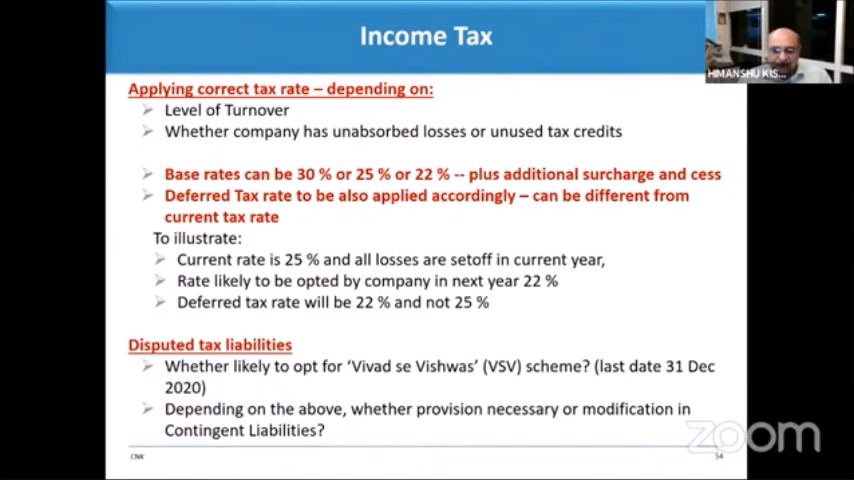 Income Tax
HIMANSHU KIS...
Applying correct tax rate – depending on:
Level of Turnover
Whether company has unabsorbed losses or unused tax credits
Base rates can be 30 % or 25 % or 22 % -- plus additional surcharge and cess
Deferred Tax rate to be also applied accordingly – can be different from
current tax rate
To illustrate:
Current rate is 25 % and all losses are setoff in current year,
Rate likely to be opted by company in next year 22 %
Deferred tax rate will be 22 % and not 25 %
Disputed tax liabilities
Whether likely to opt for ‘Vivad se Vishwas’ (VSV) scheme? (last date 31 Dec
2020)
Depending on the above, whether provision necessary or modification in
Contingent Liabilities?
zoom
CNK
54